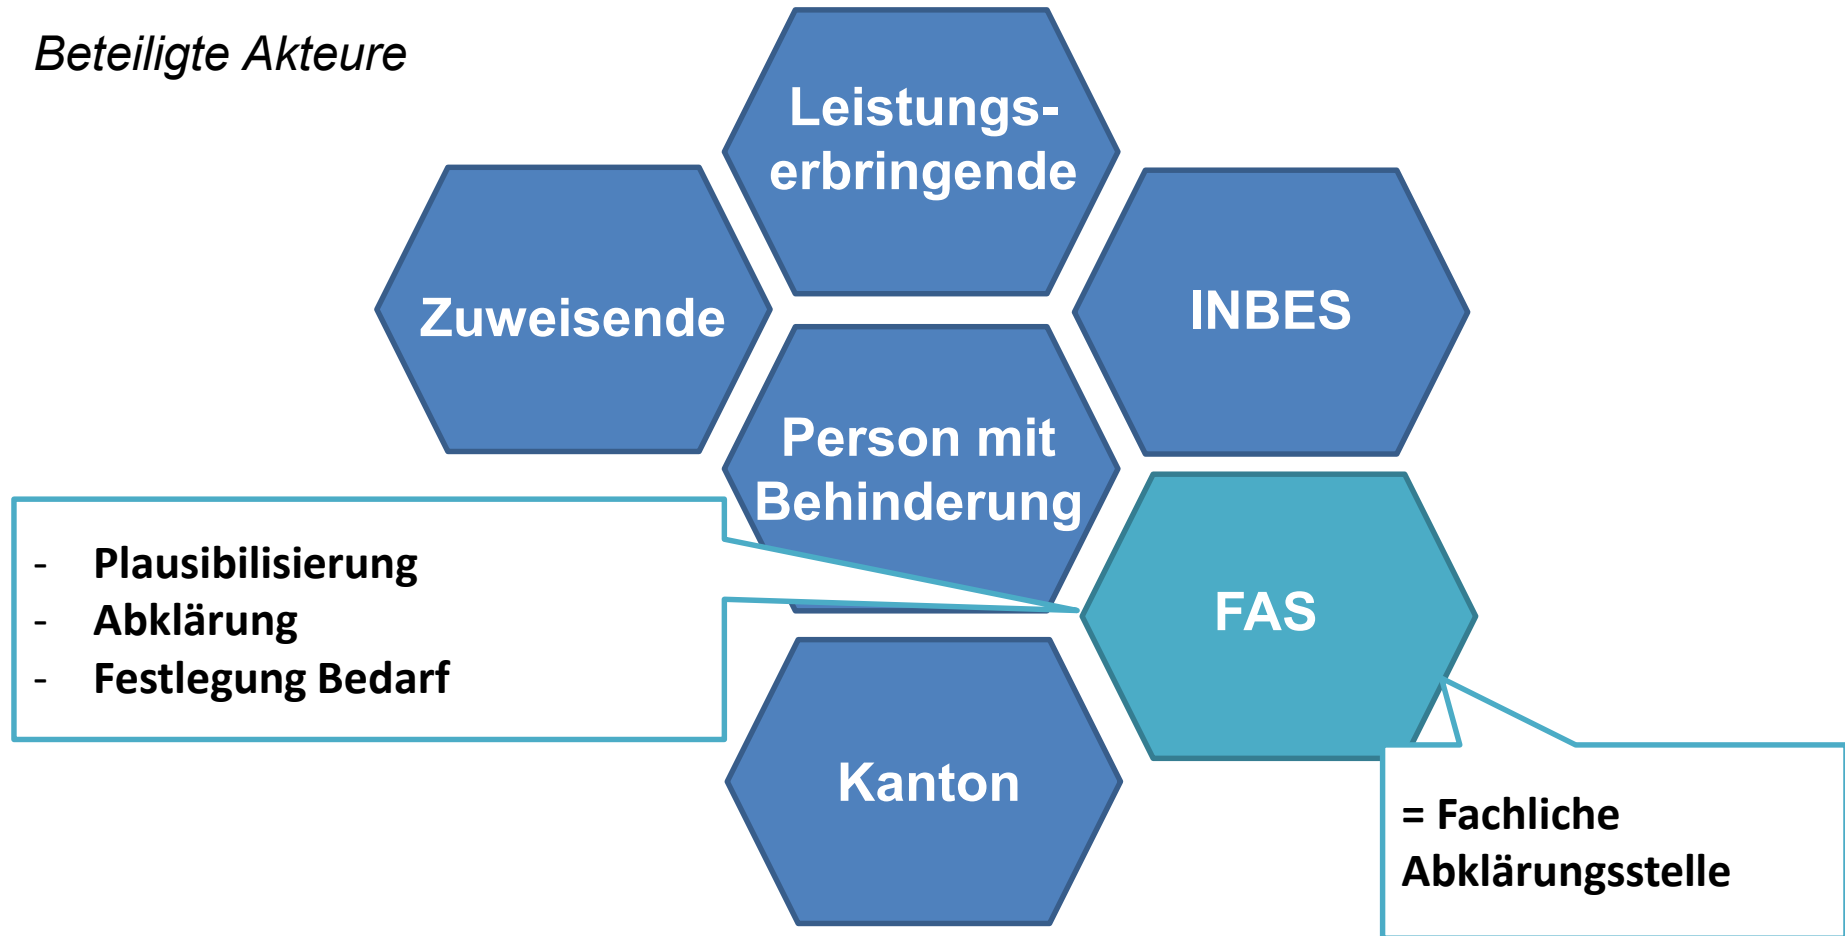 Beteiligte Akteure
Leistungs-
erbringende
Zuweisende
INBES
Person mit
Behinderung
- Plausibilisierung
- Abklärung
- Festlegung Bedarf
FAS
Kanton
= Fachliche
Abklärungsstelle